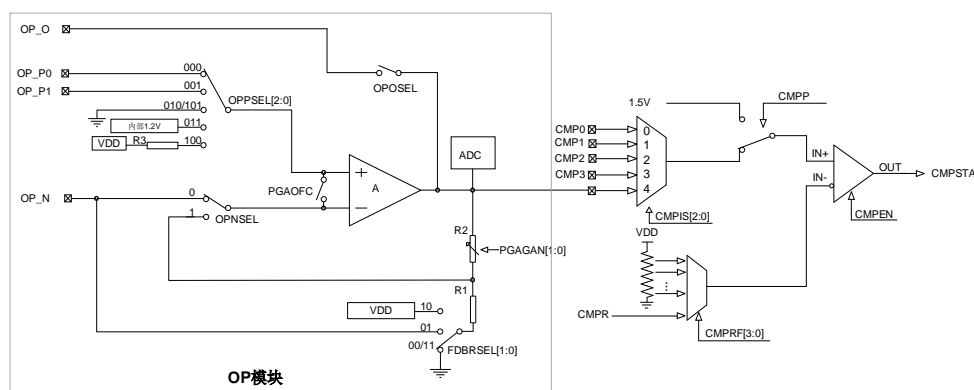 OP_O
OP_P0
OP_P1
000
001
010/101
011
100
OPPSEL[2:0]
内部1.2V
VDD
R3
OPOSEL
OP_N
0
1
OPNSEL
PGAOFC
+
−
A
ADC
R2
PGAGAN[1:0]
R1
VDD
10
01
00/11
FDBRSEL[1:0]
OP模块
1.5V
CMPP
CMP0
CMP1
CMP2
CMP3
0
1
2
3
4
CMPIS[2:0]
IN+
IN-
OUT
CMPSTA
CMPEN
VDD
CMPR
CMPRF[3:0]